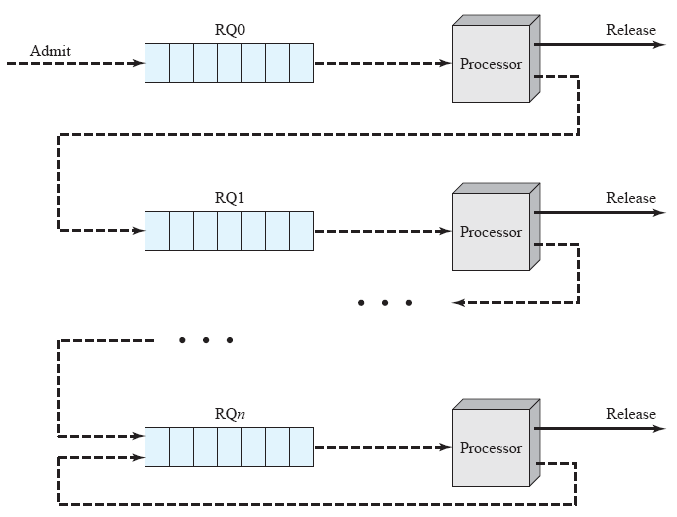 RQ0
Release
Admit
Processor
RQ1
Release
Processor
• • •
• • •
RQn
Release
Processor